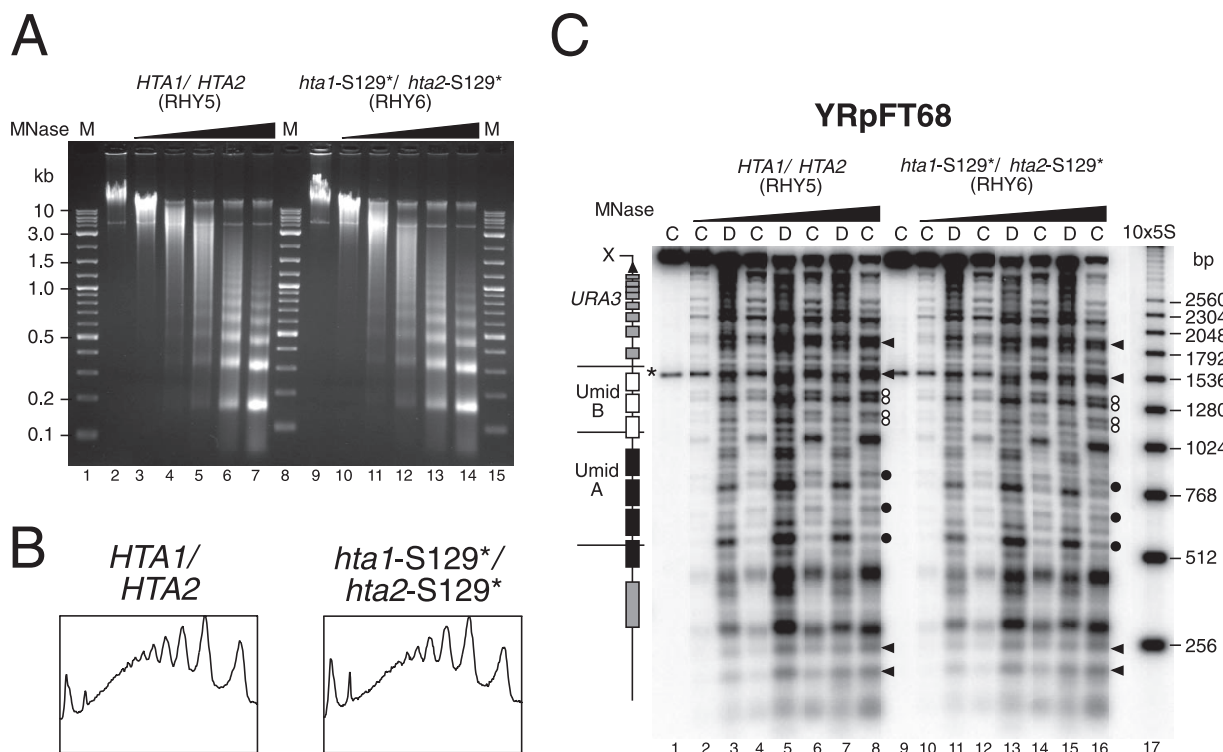 A
HTA1/ HTA2
(RHY5)
hta1-S129*/ hta2-S129*
(RHY6)
MNase M M M
kb
10
3.0
1.5
1.0
0.5
0.2
0.1
1 2 3 4 5 6 7 8 9 10 11 12 13 14 15
B
HTA1/
HTA2
hta1-S129*/
hta2-S129*
C
YRpFT68
HTA1/ HTA2
(RHY5)
hta1-S129*/ hta2-S129*
(RHY6)
MNase
C C D C D C D C C C D C D C D C 10x5S
X
URA3
*
Umid
B
Umid
A
bp
2560
2304
2048
1792
1536
1280
1024
768
512
256
1 2 3 4 5 6 7 8 9 10 11 12 13 14 15 16 17